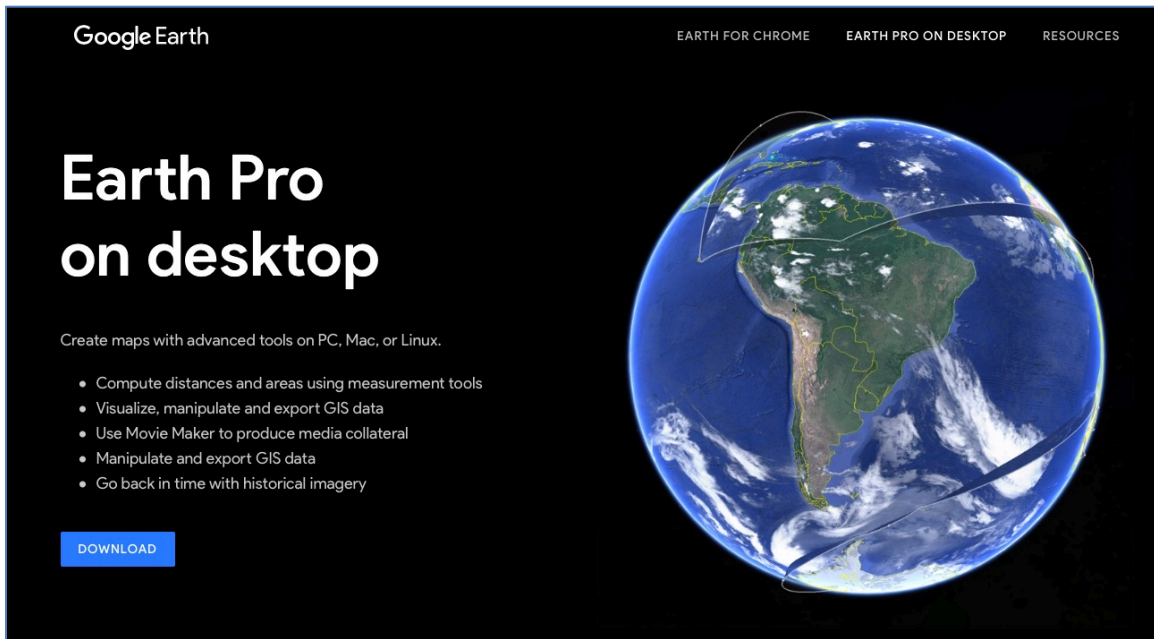 Google Earth
EARTH FOR CHROME
EARTH PRO ON DESKTOP
RESOURCES
Earth Pro
on desktop
Create maps with advanced tools on PC, Mac, or Linux.
• Compute distances and areas using measurement tools
• Visualize, manipulate and export GIS data
• Use Movie Maker to produce media collateral
• Manipulate and export GIS data
• Go back in time with historical imagery
DOWNLOAD